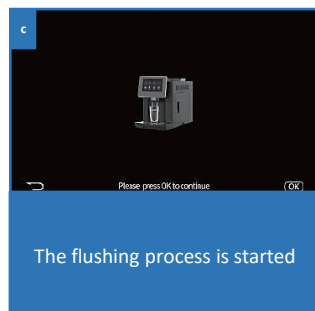 c
Please press OK to continue
OK
The flushing process is started